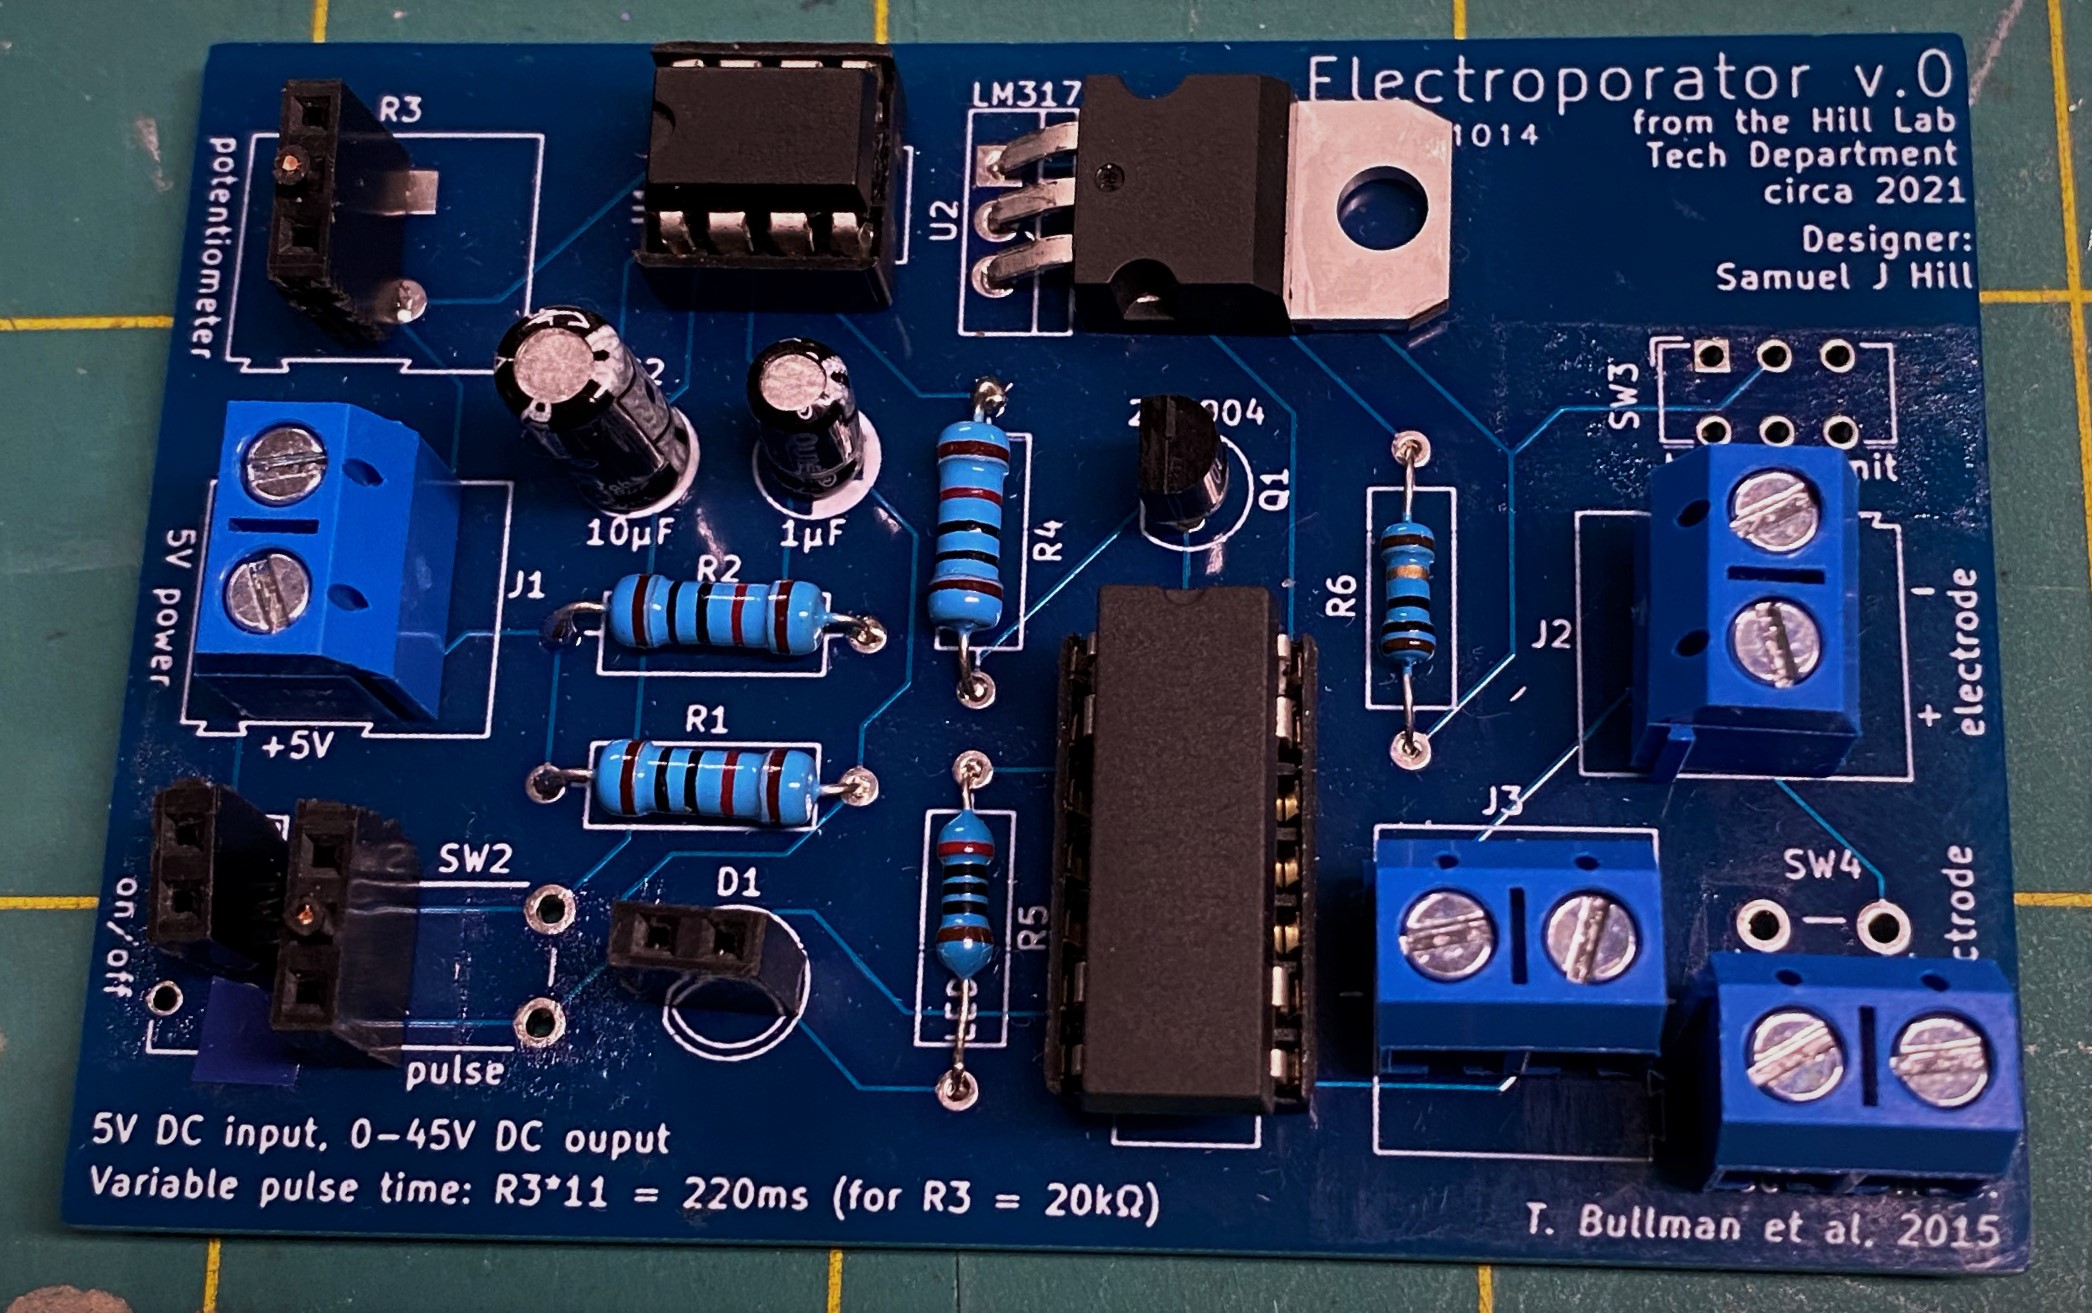 Electroporator v.0
1014
from the Hill Lab
Tech Department
circa 2021
Designer:
Samuel J Hill
R3
potentiometer
LM317
U2
SW3
Q1
10µF
1µF
R4
R2
J1
5V power
+5V
R6
J2
−
+
electrode
R1
J3
SW2
D1
R5
SW4
on/off
pulse
5V DC input, 0-45V DC ouput
Variable pulse time: R3*11 = 220ms (for R3 = 20kΩ)
T. Bullman et al. 2015